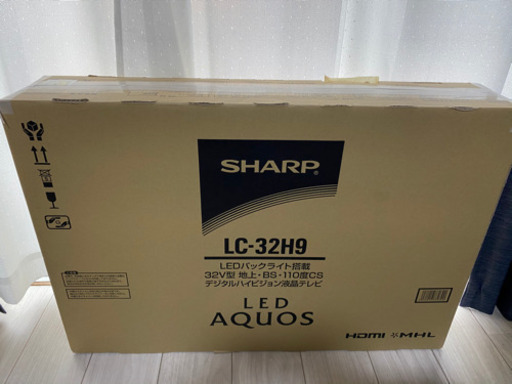 SHARP
LC-32H9
LEDバックライト搭載
32V型 地上・BS・110度CS
デジタルハイビジョン液晶テレビ
LED
AQUOS
HDMI MHL